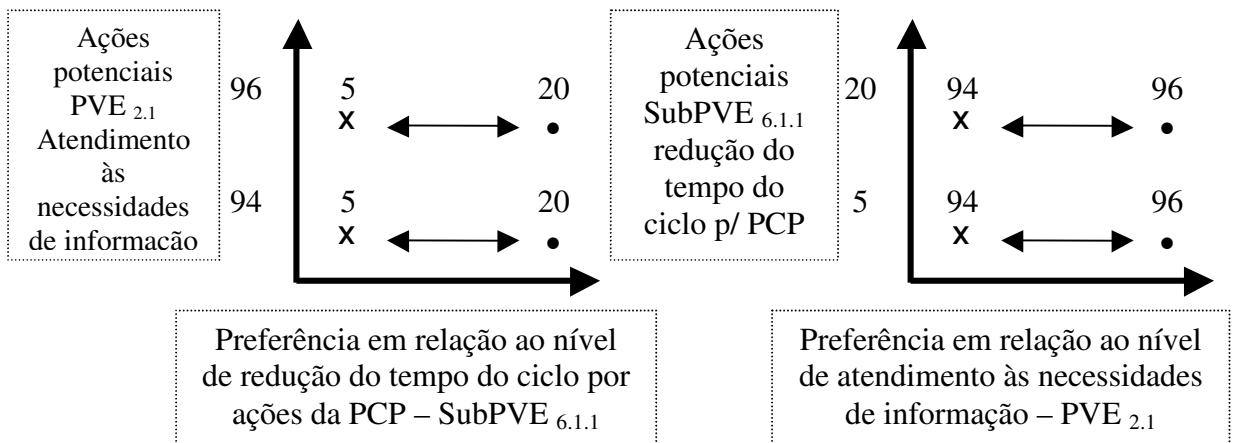 Ações
potenciais
PVE 2.1
Atendimento
às
necessidades
de informacão
96
5
20
x
94
5
20
x
Preferência em relação ao nível
de redução do tempo do ciclo por
ações da PCP – SubPVE 6.1.1
Ações
potenciais
SubPVE 6.1.1
redução do
tempo do
ciclo p/ PCP
20
94
96
x
5
94
96
x
Preferência em relação ao nível
de atendimento às necessidades
de informação – PVE 2.1